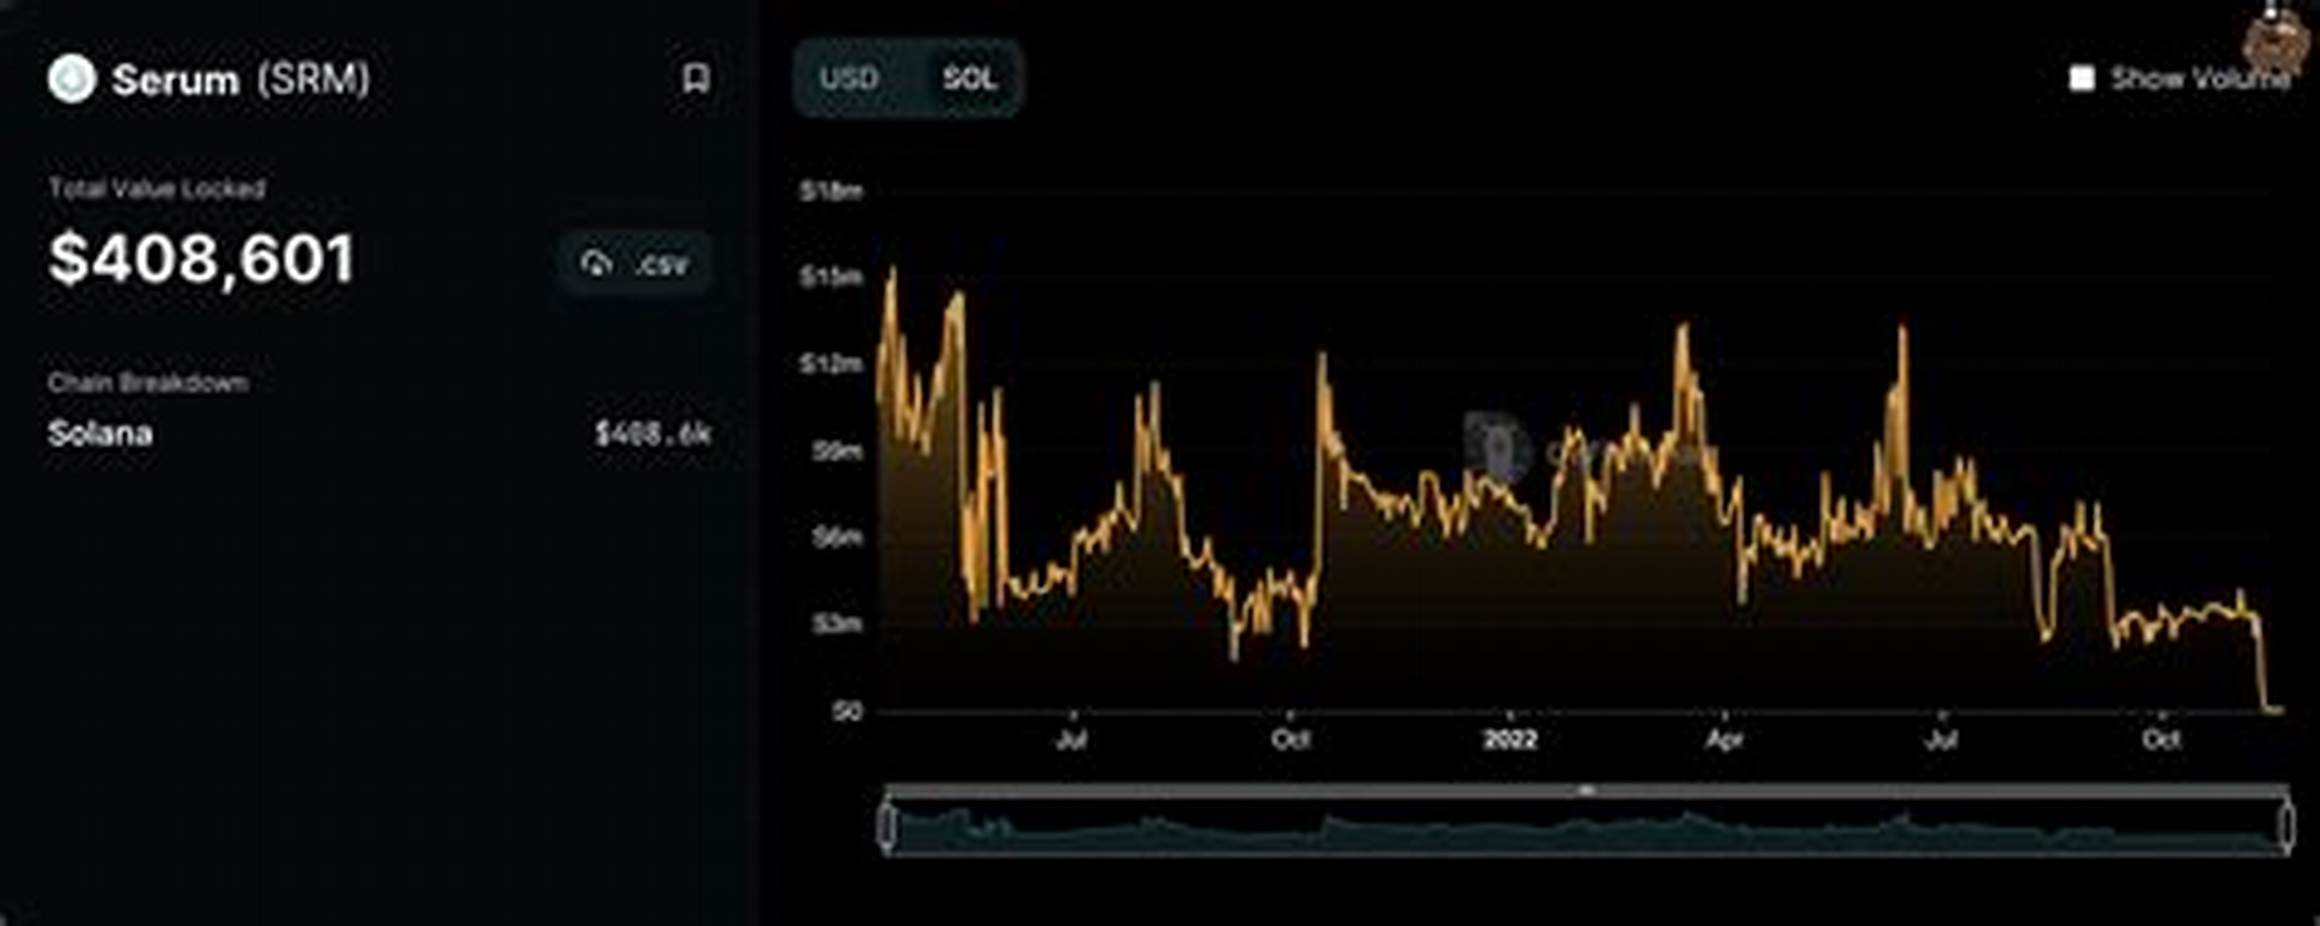 Serum (SRM)
Total Value Locked
$408,601
.csv
Chain Breakdown
Solana $408.6k
USD SOL
Show Volume
$18m
$15m
$12m
$9m
$6m
$3m
$0
Jul Oct 2022 Apr Jul Oct